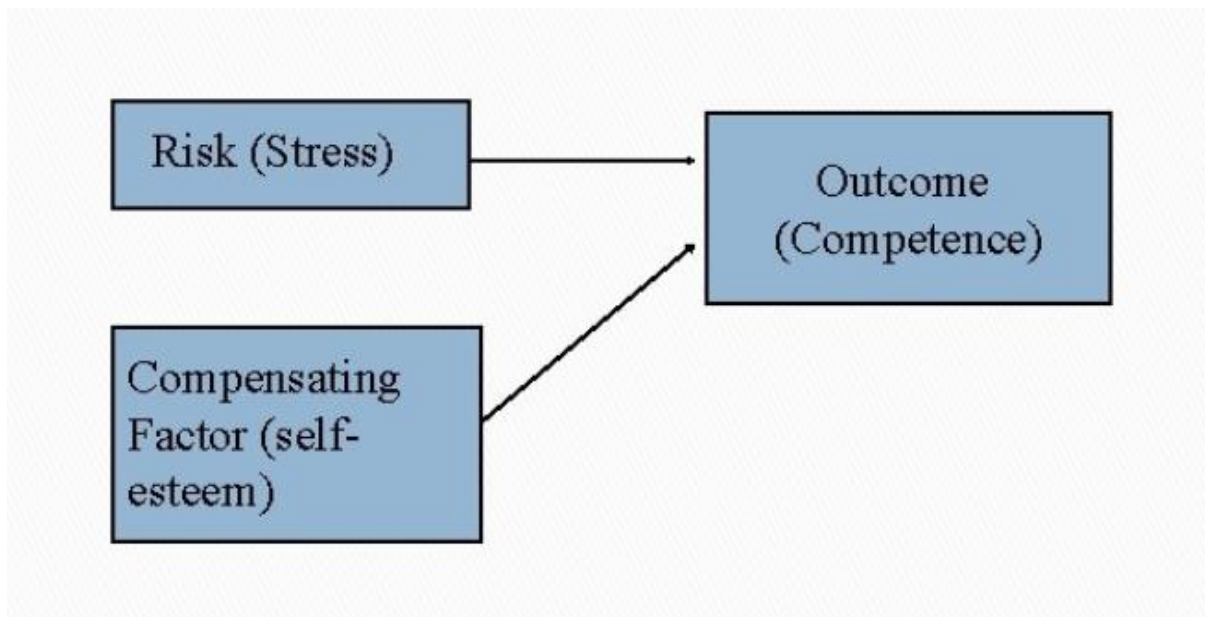 Risk (Stress)
Outcome
(Competence)
Compensating
Factor (self-
esteem)